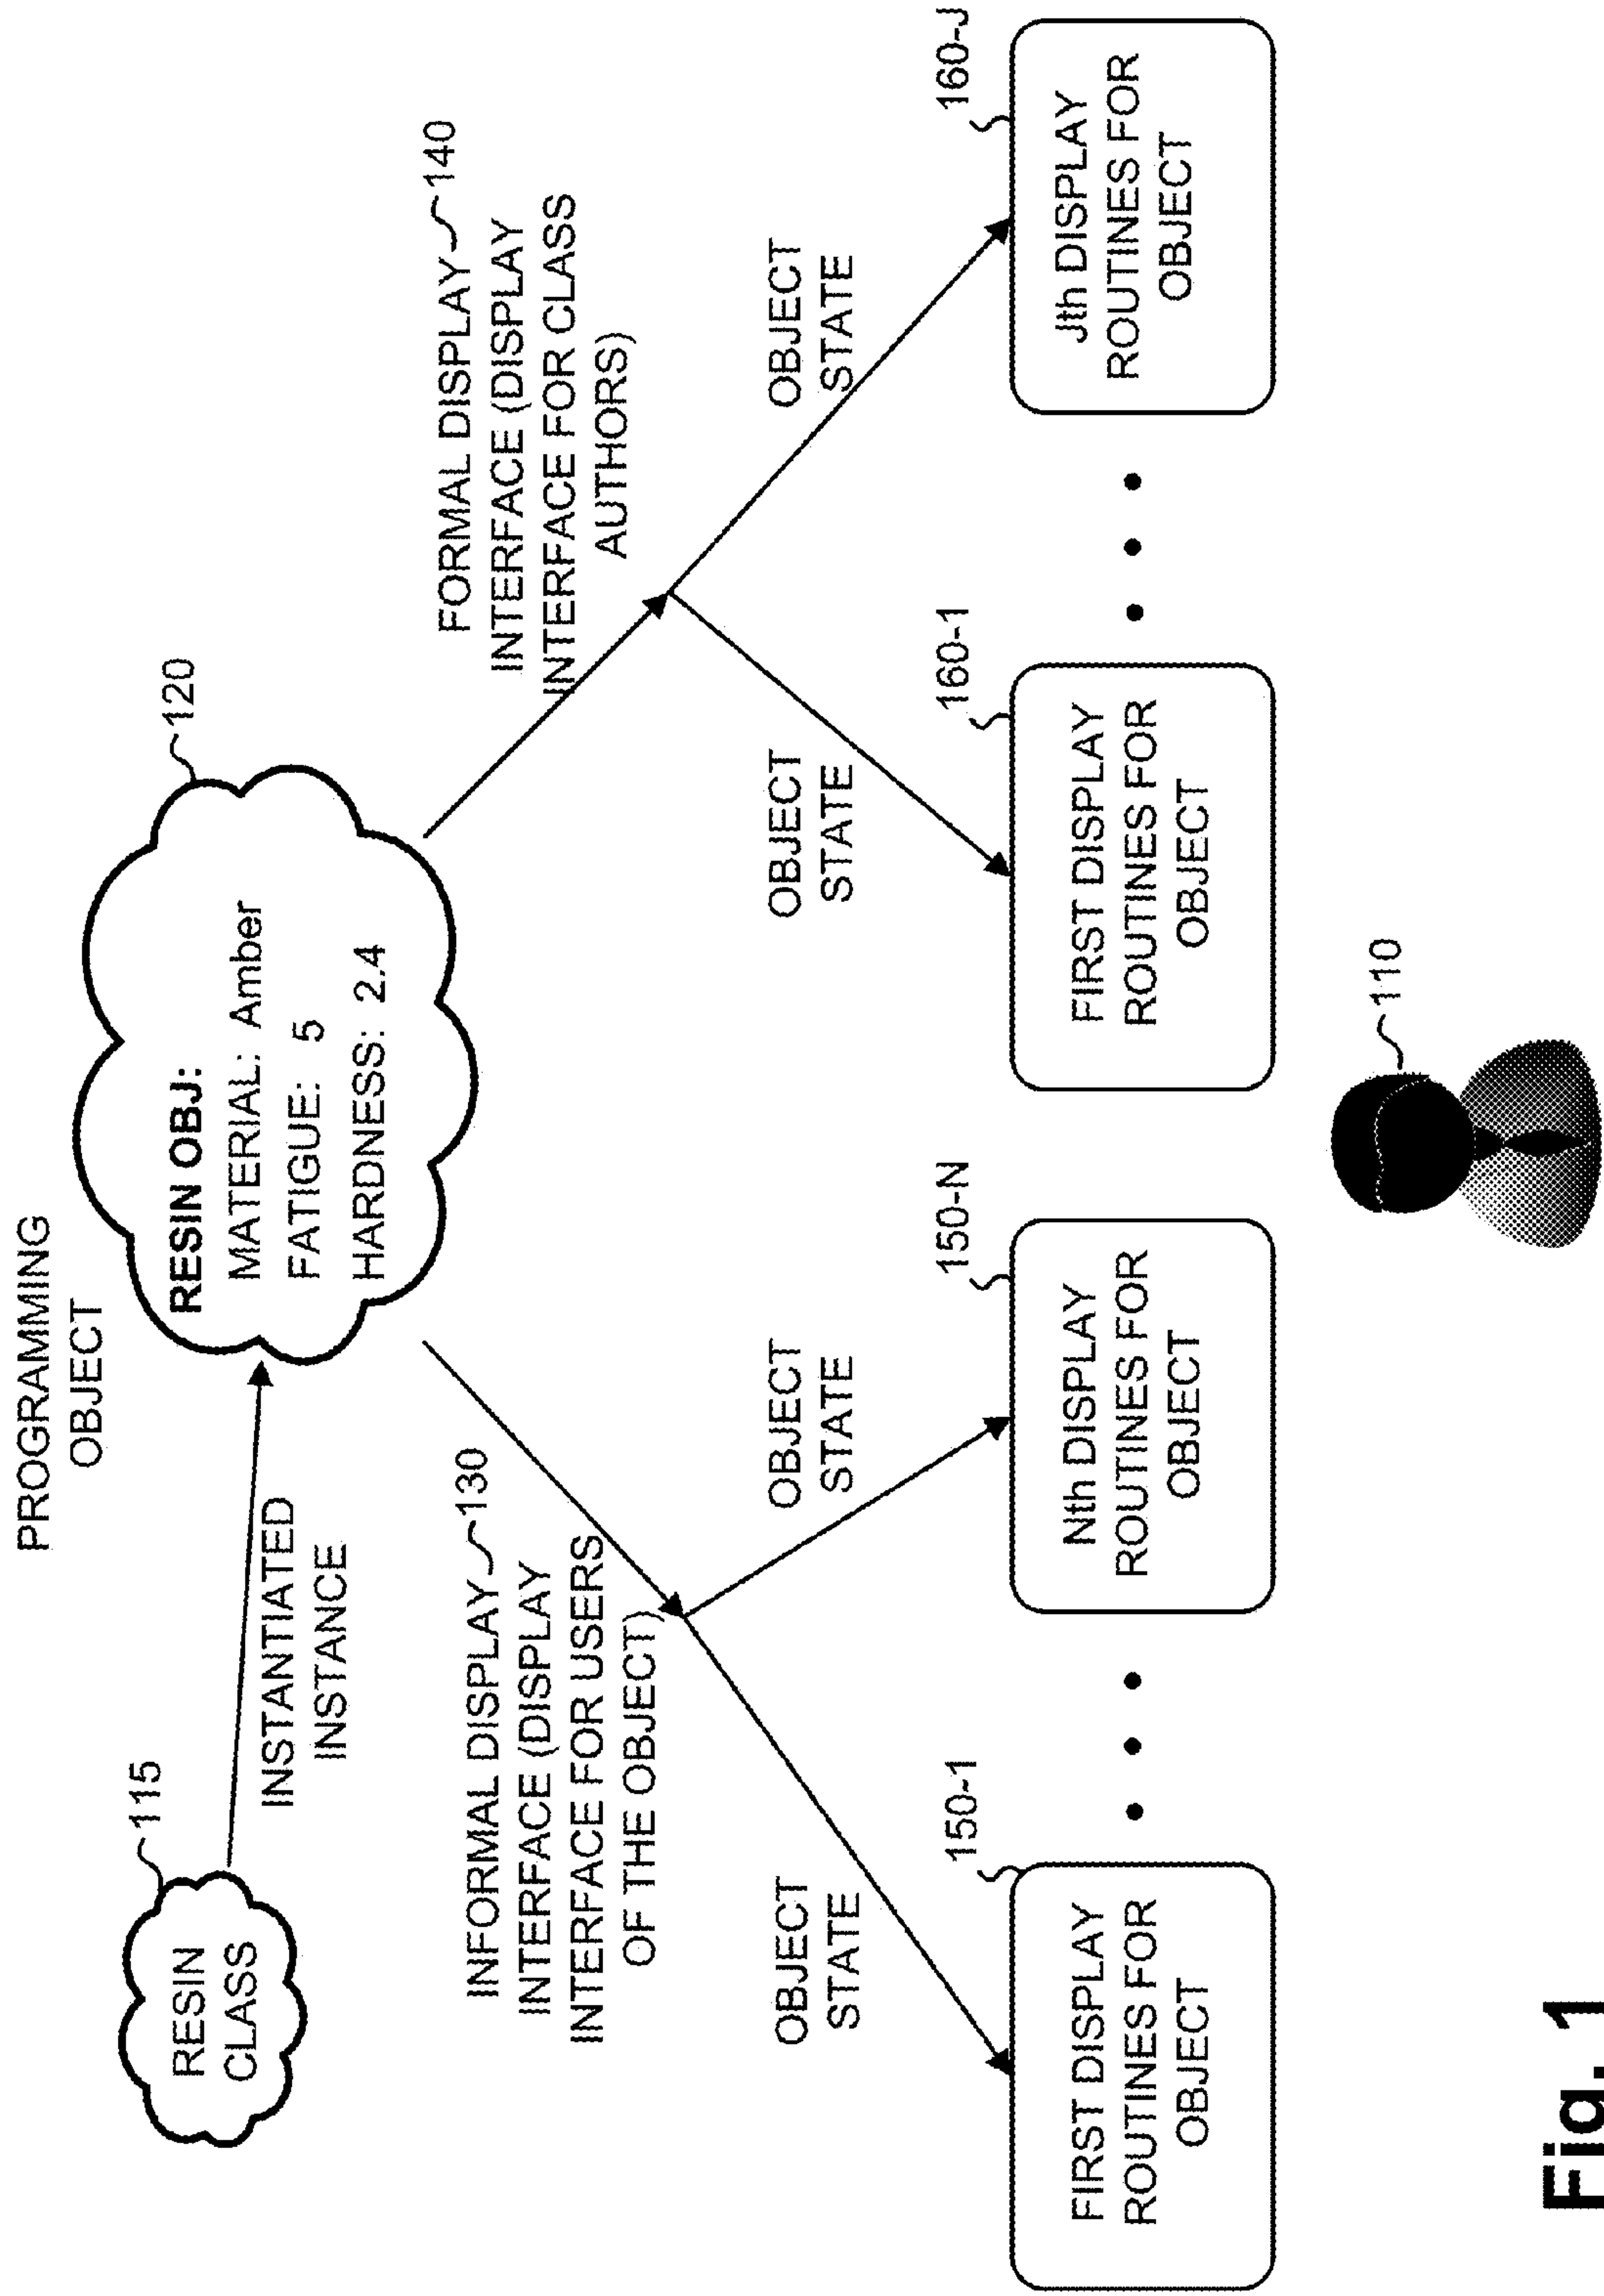 PROGRAMMING
OBJECT
RESIN
CLASS
115
INSTANTIATED
INSTANCE
RESIN OBJ:
MATERIAL: Amber
FATIGUE: 5
HARDNESS: 2.4
120
INFORMAL DISPLAY 130
INTERFACE (DISPLAY
INTERFACE FOR USERS
OF THE OBJECT)
FORMAL DISPLAY 140
INTERFACE (DISPLAY
INTERFACE FOR CLASS
AUTHORS)
OBJECT
STATE
OBJECT
STATE
OBJECT
STATE
OBJECT
STATE
150-1
FIRST DISPLAY
ROUTINES FOR
OBJECT
150-N
Nth DISPLAY
ROUTINES FOR
OBJECT
160-1
FIRST DISPLAY
ROUTINES FOR
OBJECT
160-J
Jth DISPLAY
ROUTINES FOR
OBJECT
110
Fig. 1